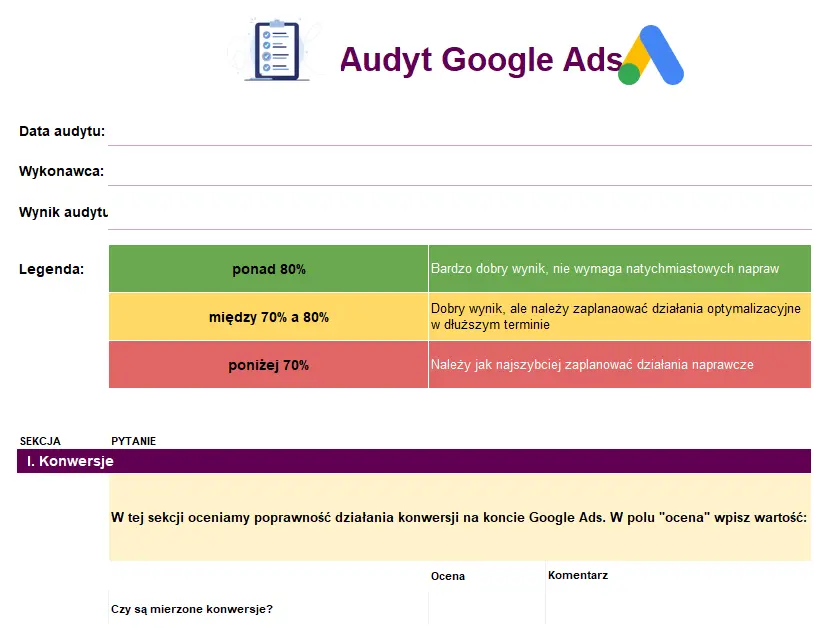 Audyt Google Ads
Data audytu:
Wykonawca:
Wynik audytu
Legenda:
ponad 80%
Bardzo dobry wynik, nie wymaga natychmiastowych napraw
między 70% a 80%
Dobry wynik, ale należy zaplanaować działania optymalizacyjne
w dłuższym terminie
poniżej 70%
Należy jak najszybciej zaplanować działania naprawcze
SEKCJA PYTANIE
I. Konwersje
W tej sekcji oceniamy poprawność działania konwersji na koncie Google Ads. W polu "ocena" wpisz wartość:
Ocena Komentarz
Czy są mierzone konwersje?